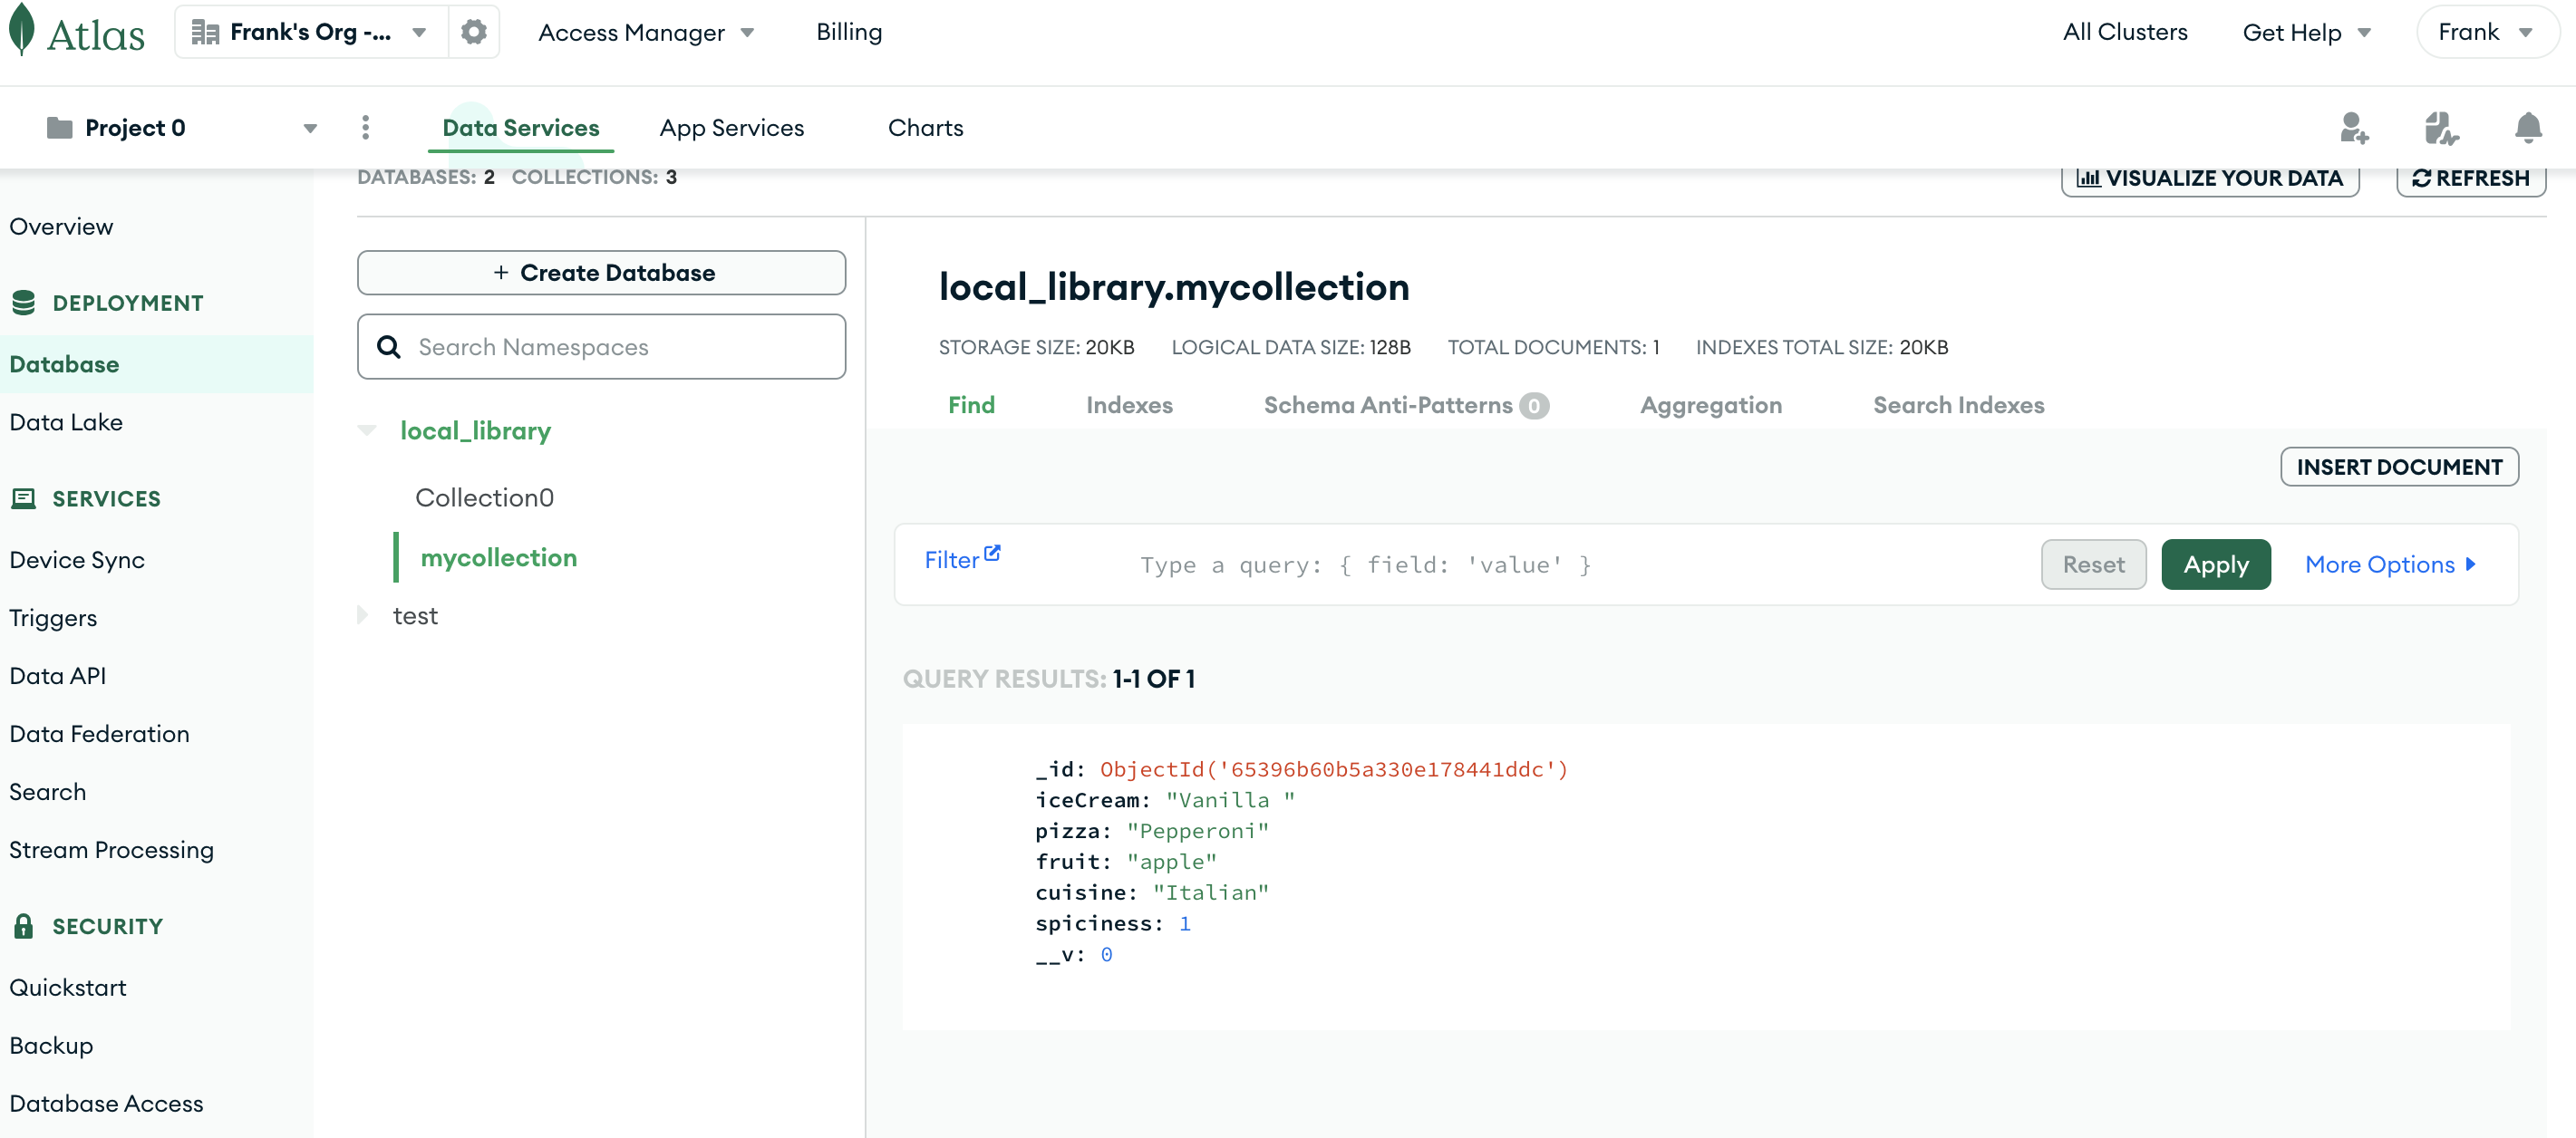 Atlas
Frank's Org -...
Access Manager
Billing
All Clusters
Get Help
Frank
Project 0
Data Services
App Services
Charts
DATABASES: 2 COLLECTIONS: 3
VISUALIZE YOUR DATA
REFRESH
Overview
DEPLOYMENT
Database
Data Lake
SERVICES
Device Sync
Triggers
Data API
Data Federation
Search
Stream Processing
SECURITY
Quickstart
Backup
Database Access
+ Create Database
Search Namespaces
local_library
Collection0
mycollection
test
local_library.mycollection
STORAGE SIZE: 20KB LOGICAL DATA SIZE: 128B TOTAL DOCUMENTS: 1 INDEXES TOTAL SIZE: 20KB
Find
Indexes
Schema Anti-Patterns 0
Aggregation
Search Indexes
INSERT DOCUMENT
Filter
Type a query: { field: 'value' }
Reset
Apply
More Options
QUERY RESULTS: 1-1 OF 1
_id: ObjectId('65396b60b5a330e178441ddc')
iceCream: "Vanilla "
pizza: "Pepperoni"
fruit: "apple"
cuisine: "Italian"
spiciness: 1
__v: 0